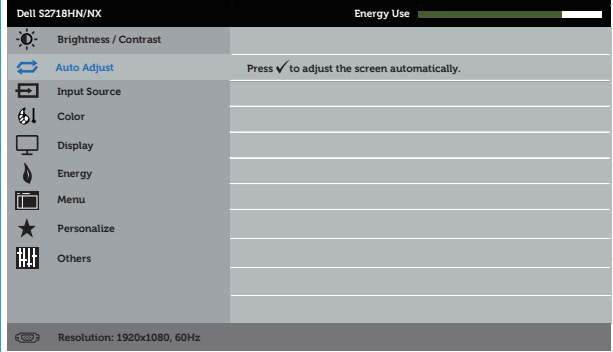 Dell S2718HN/NX Energy Use
Brightness / Contrast
Auto Adjust Press ✓ to adjust the screen automatically.
Input Source
Color
Display
Energy
Menu
Personalize
Others
Resolution: 1920x1080, 60Hz